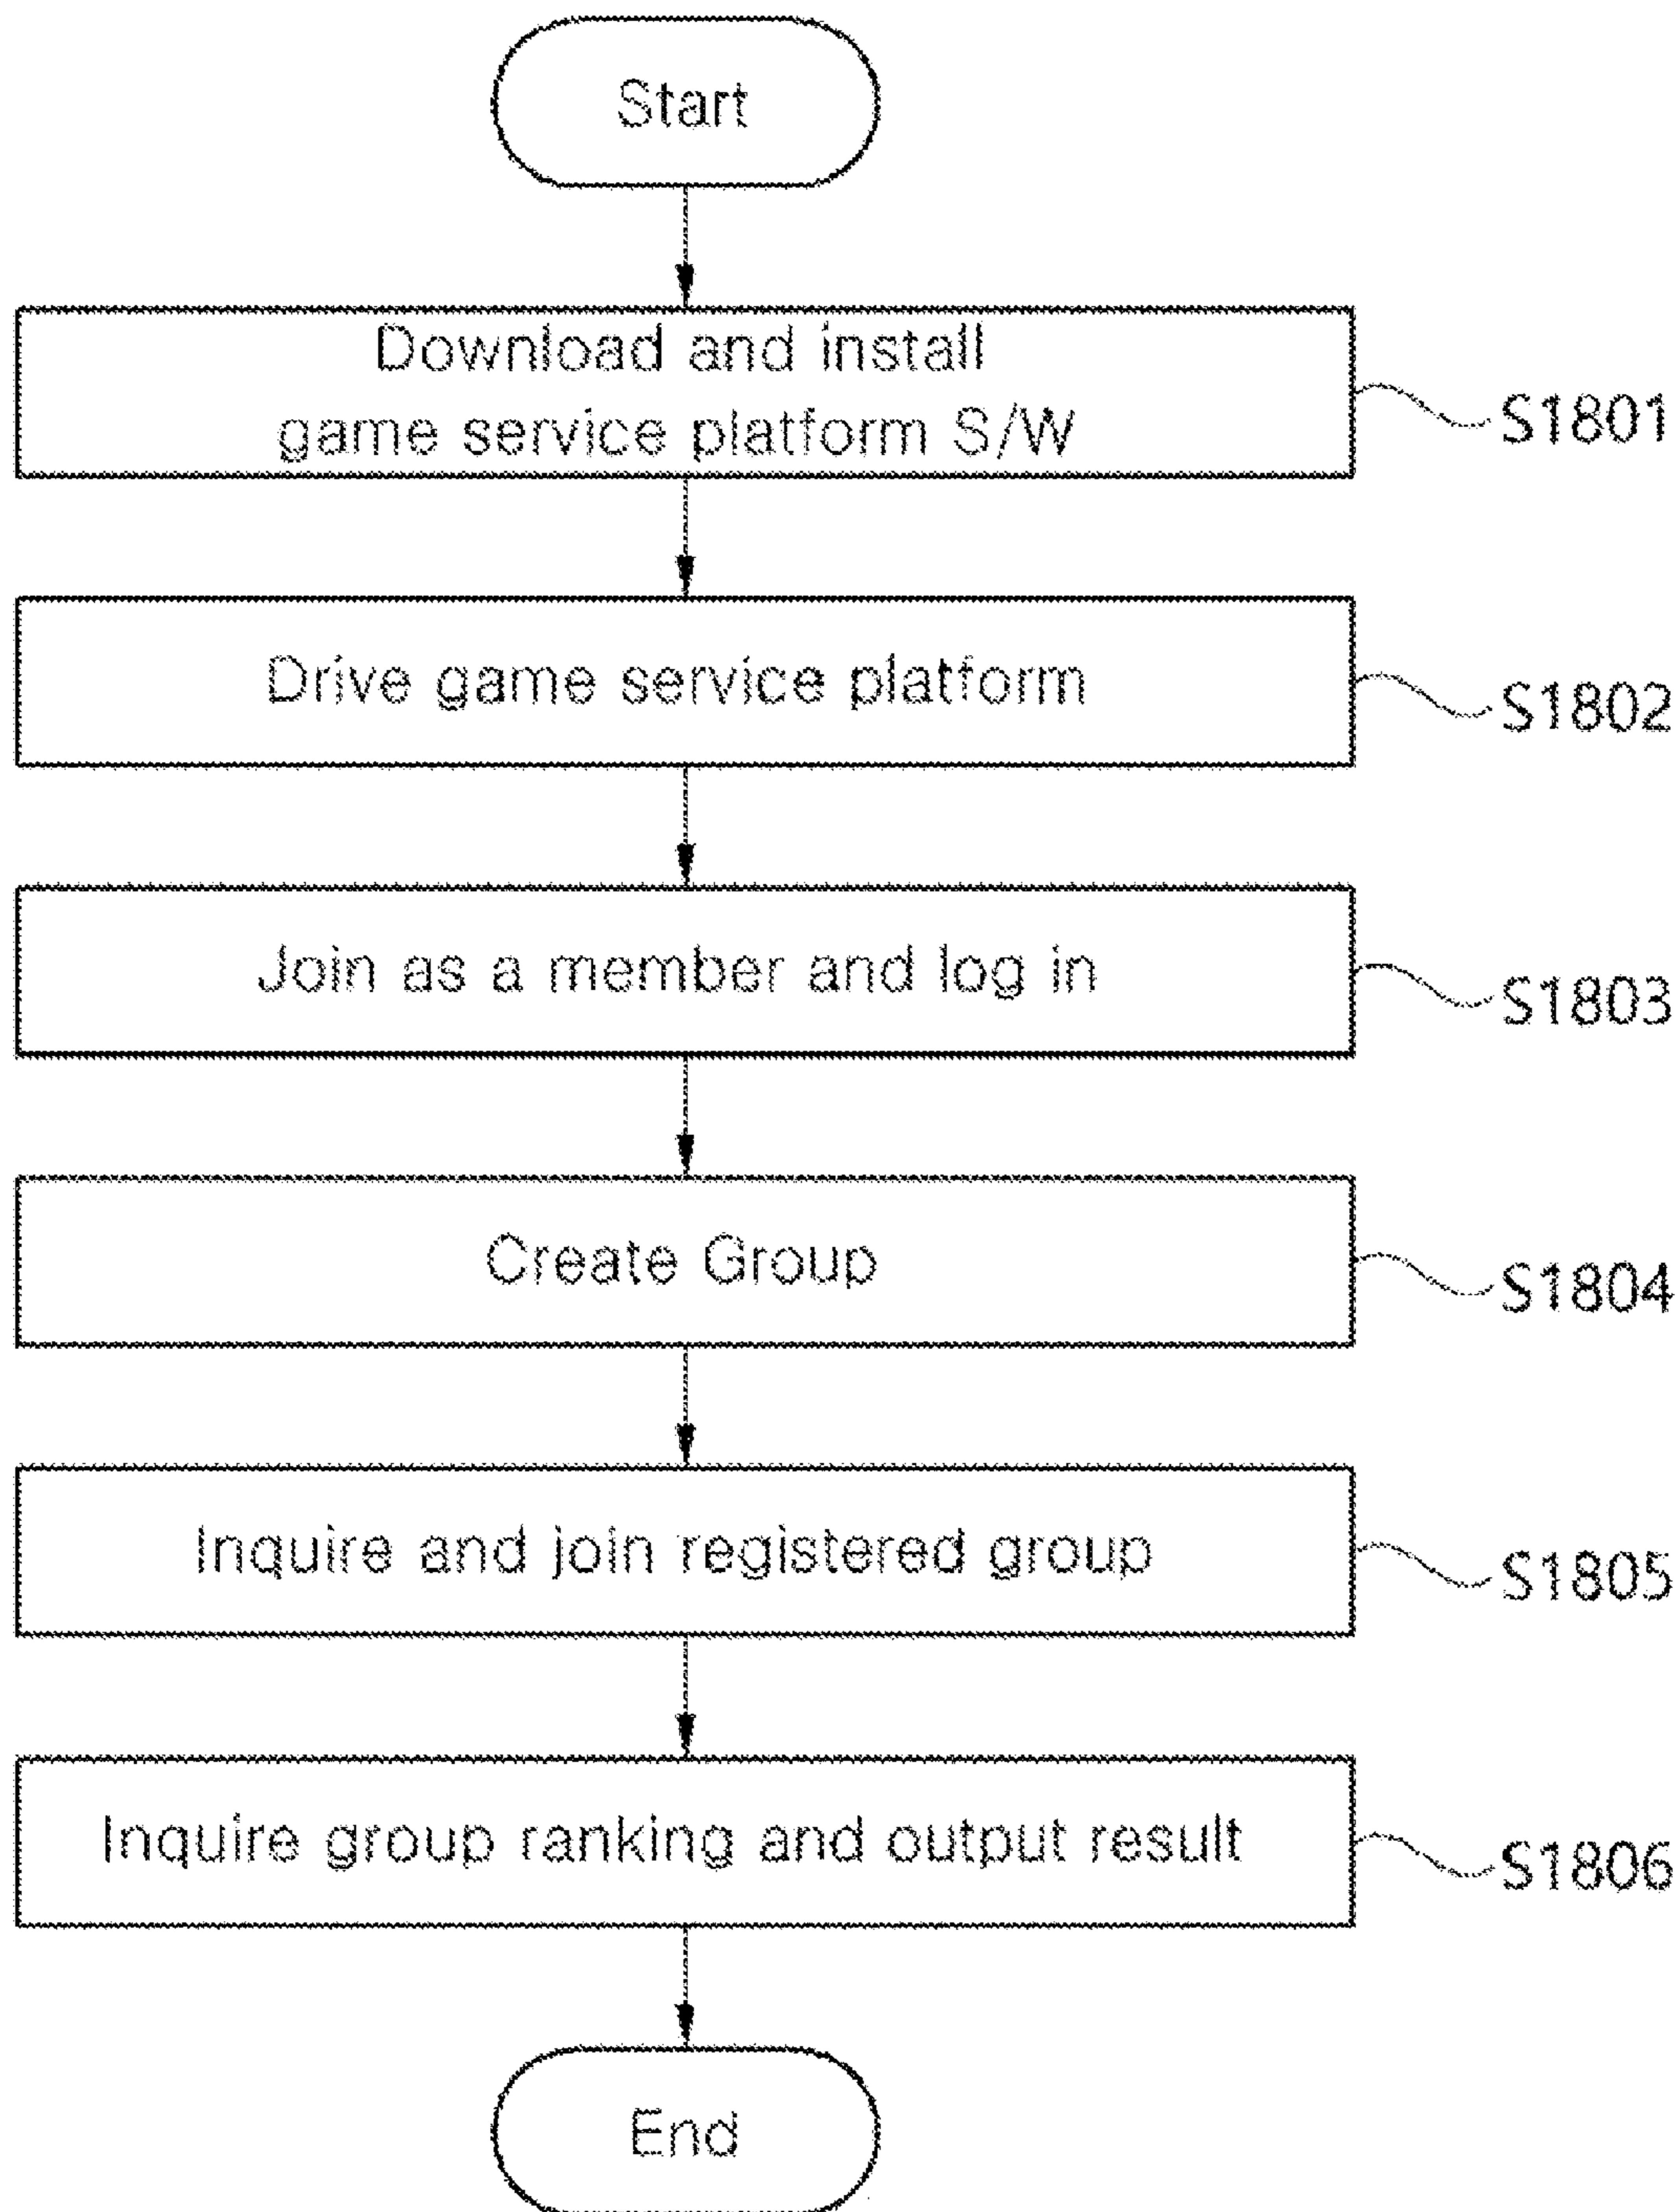 Start
Download and install
game service platform S/W
S1801
Drive game service platform
S1802
Join as a member and log in
S1803
Create Group
S1804
Inquire and join registered group
S1805
Inquire group ranking and output result
S1806
End